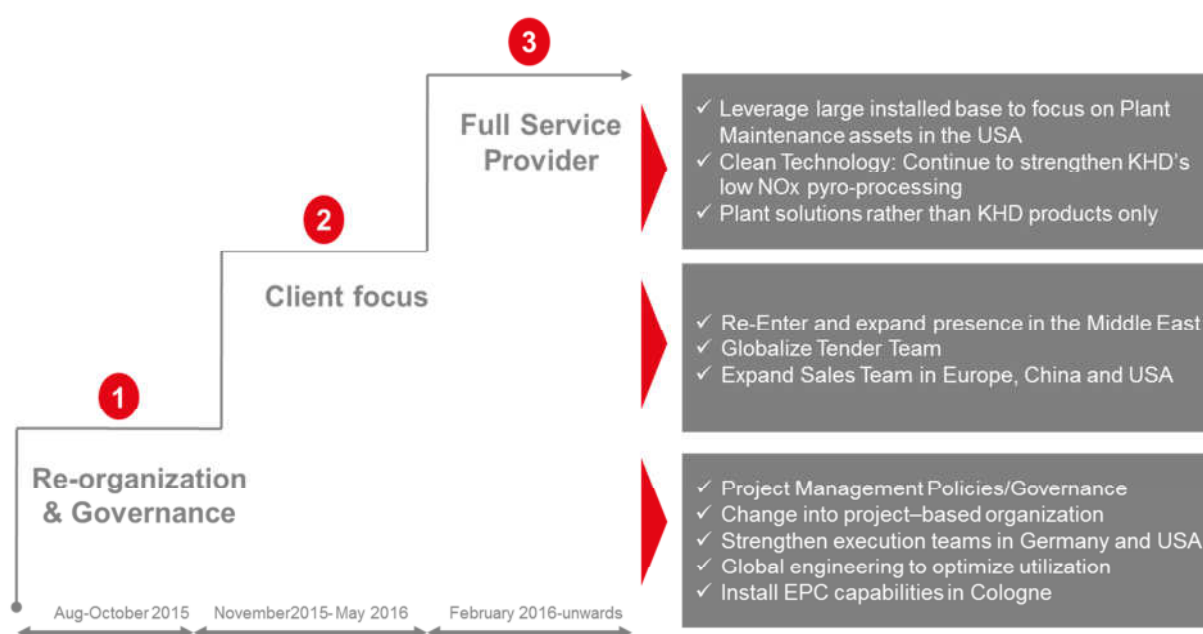 3
Full Service
Provider
✓ Leverage large installed base to focus on Plant
Maintenance assets in the USA
✓ Clean Technology: Continue to strengthen KHD's
low NOx pyro-processing
✓ Plant solutions rather than KHD products only
2
Client focus
✓ Re-Enter and expand presence in the Middle East
✓ Globalize Tender Team
✓ Expand Sales Team in Europe, China and USA
1
Re-organization
& Governance
✓ Project Management Policies/Governance
✓ Change into project–based organization
✓ Strengthen execution teams in Germany and USA
✓ Global engineering to optimize utilization
✓ Install EPC capabilities in Cologne
Aug-October 2015
November2015- May 2016
February 2016-unwards